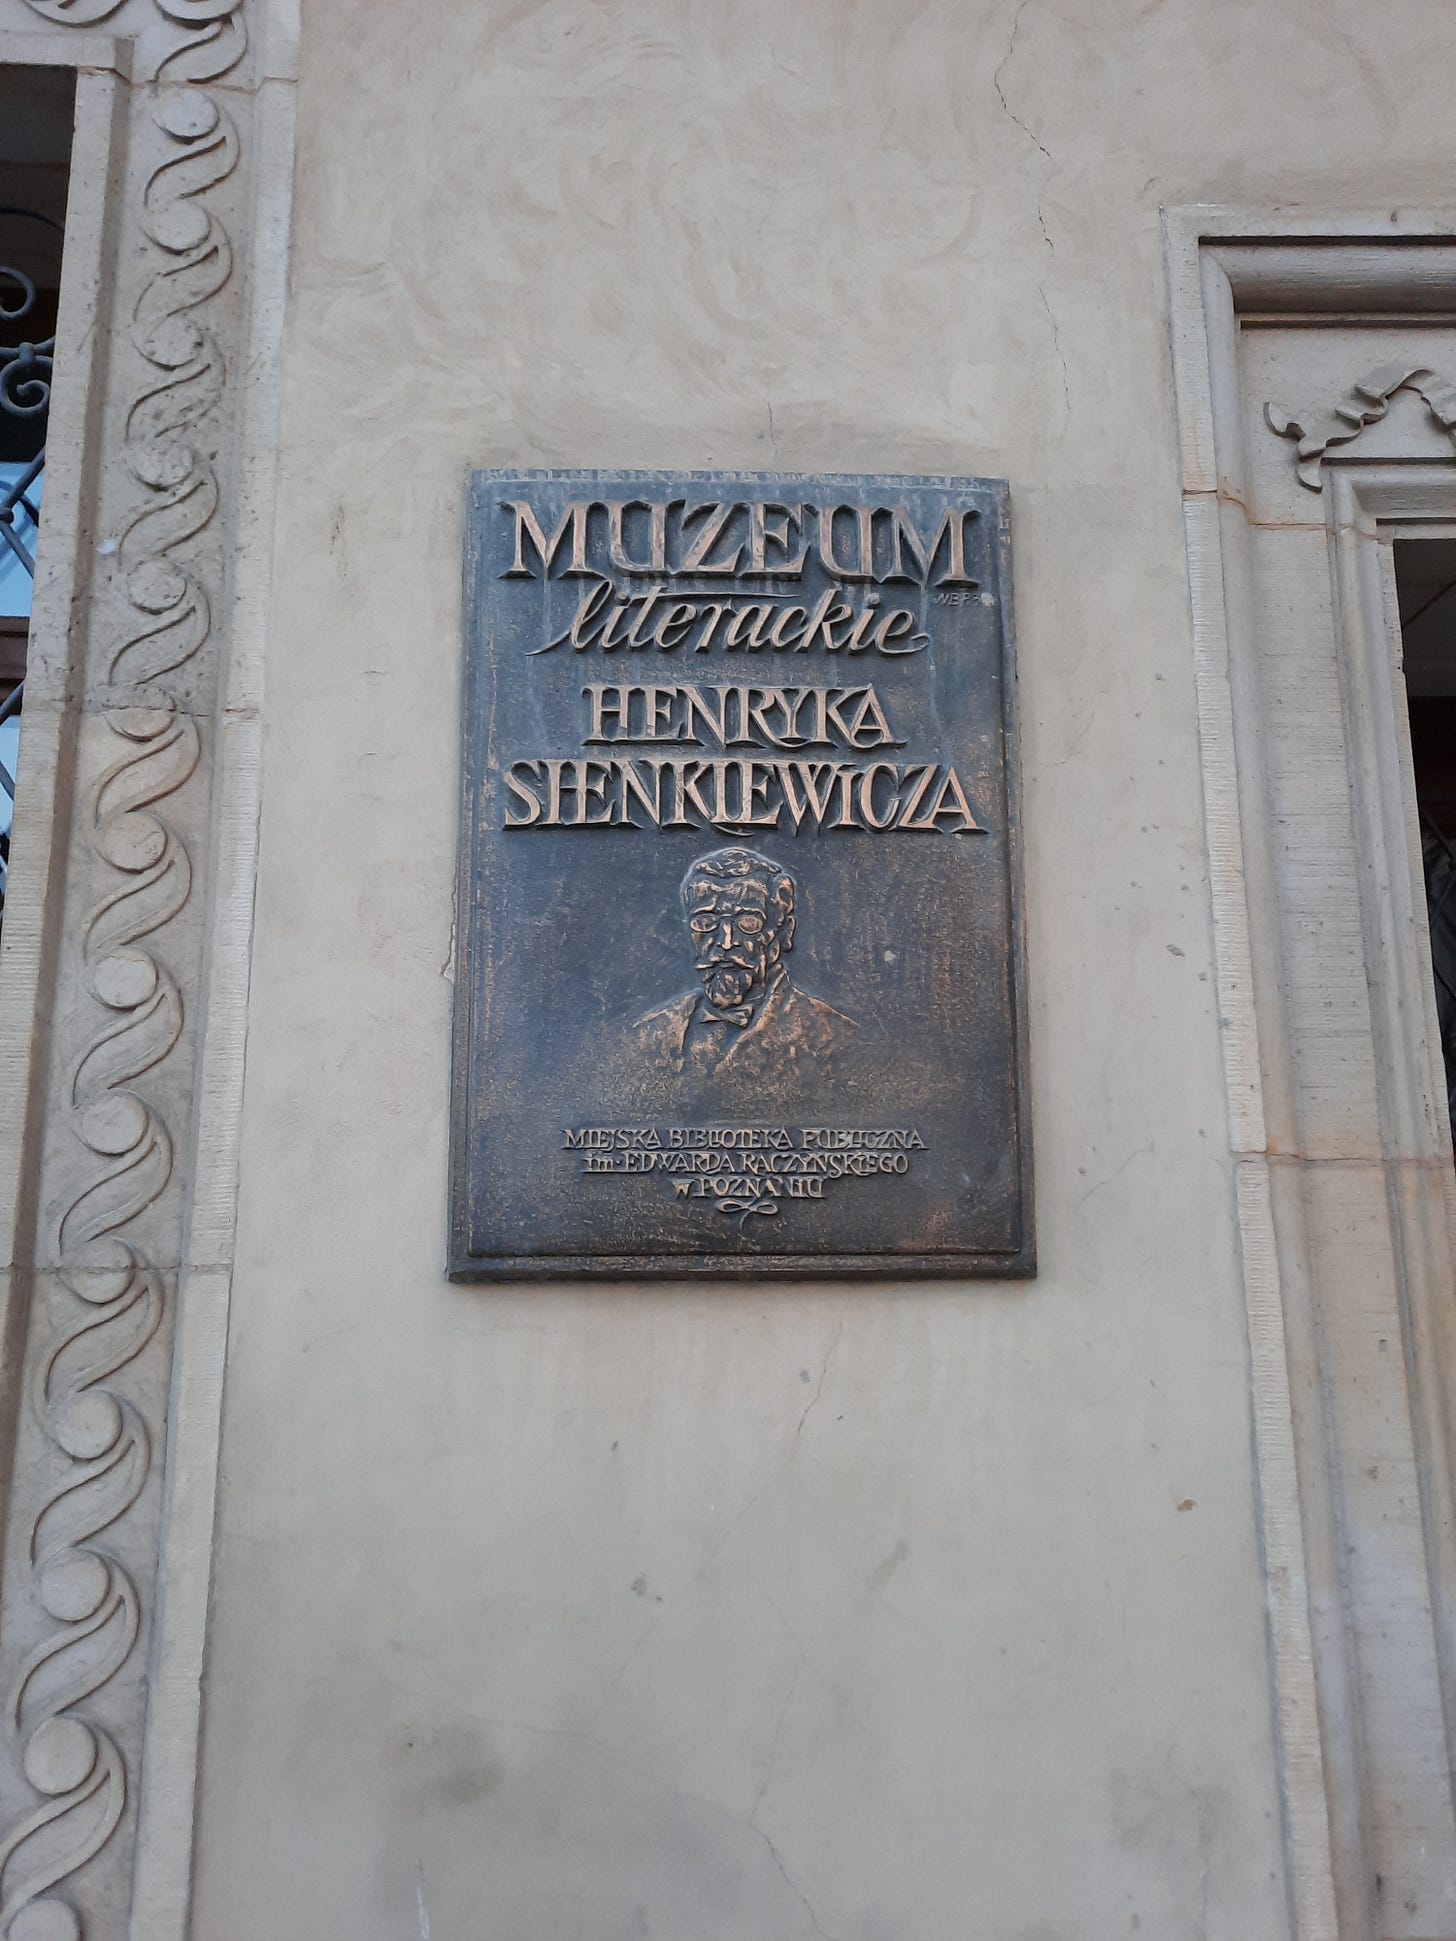 MUZEUM
literackie
HENRYKA
SIENKIEWICZA
MIEJSKA BIBLIOTEKA PUBLICZNA
im. EDWARDA RACZYŃSKIEGO
W POZNANIU